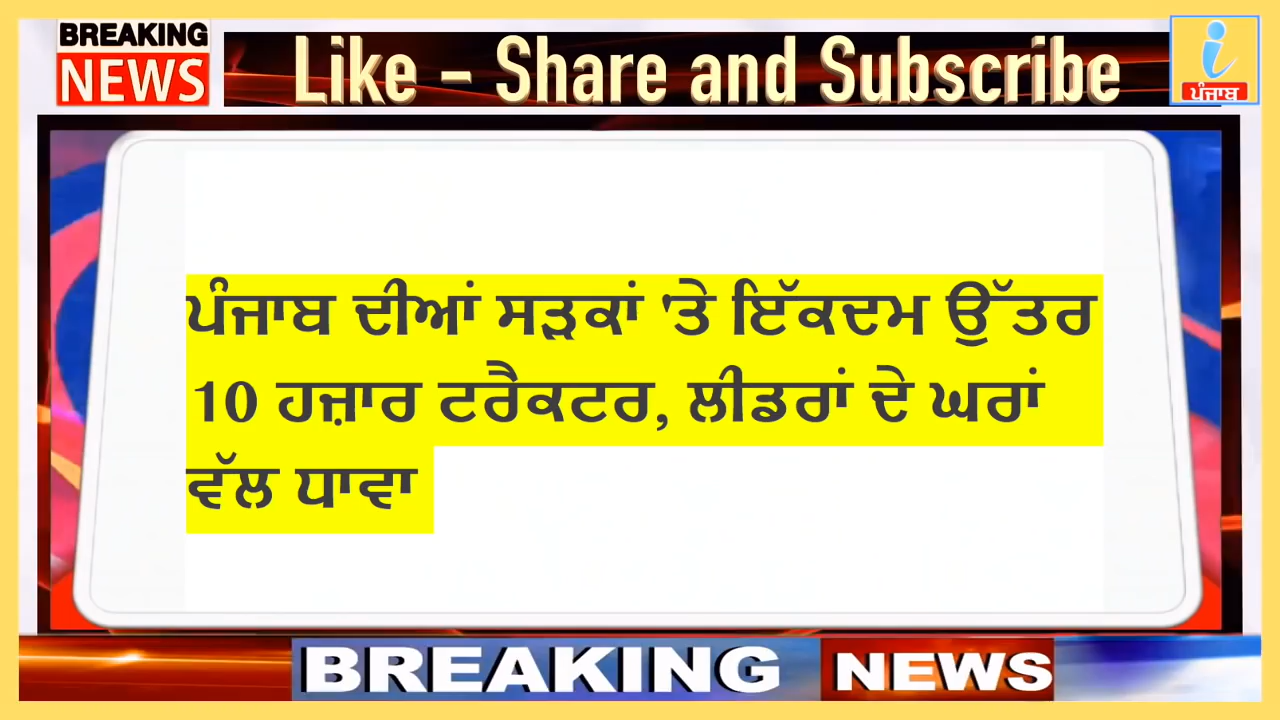 BREAKING
NEWS
Like – Share and Subscribe
i
ਪੰਜਾਬ
ਪੰਜਾਬ ਦੀਆਂ ਸੜਕਾਂ 'ਤੇ ਇੱਕਦਮ ਉੱਤਰ
10 ਹਜ਼ਾਰ ਟਰੈਕਟਰ, ਲੀਡਰਾਂ ਦੇ ਘਰਾਂ
ਵੱਲ ਧਾਵਾ
BREAKING NEWS